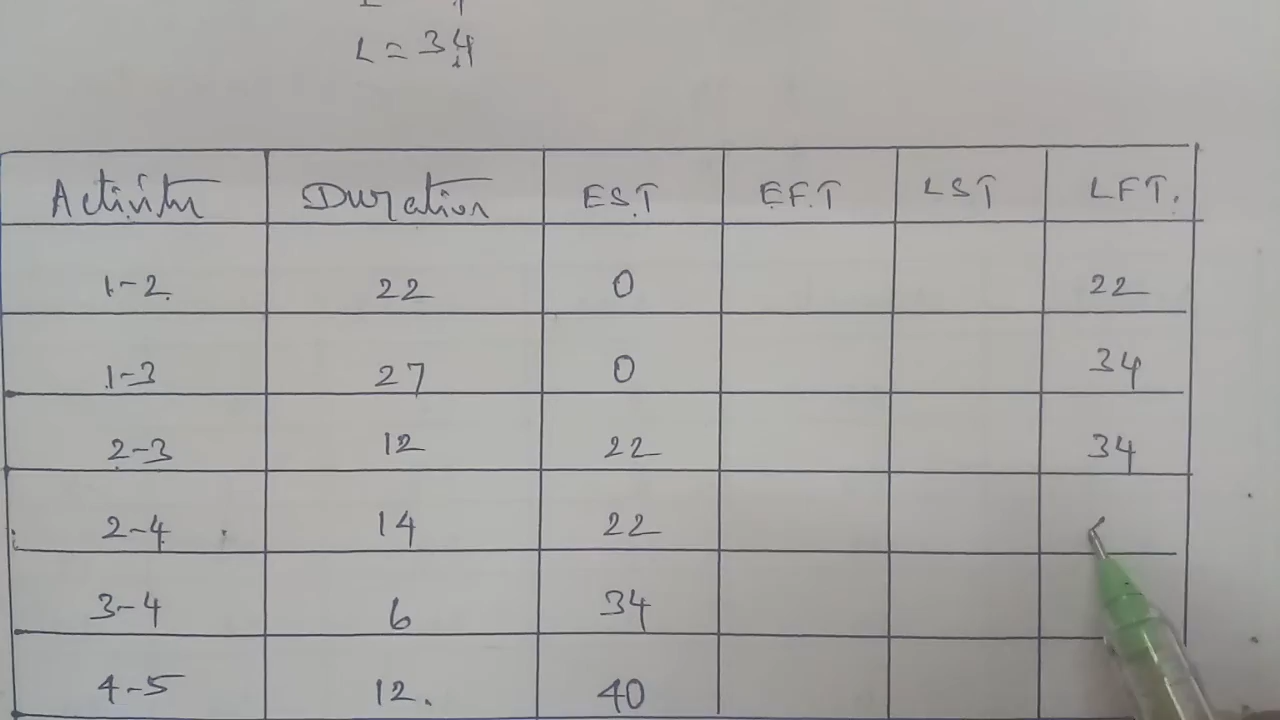 L = 34
Activity Duration E.S.T E.F.T L S T L F T.
1-2 22 0 22
1-3 27 0 34
2-3 12 22 34
2-4 14 22
3-4 6 34
4-5 12. 40